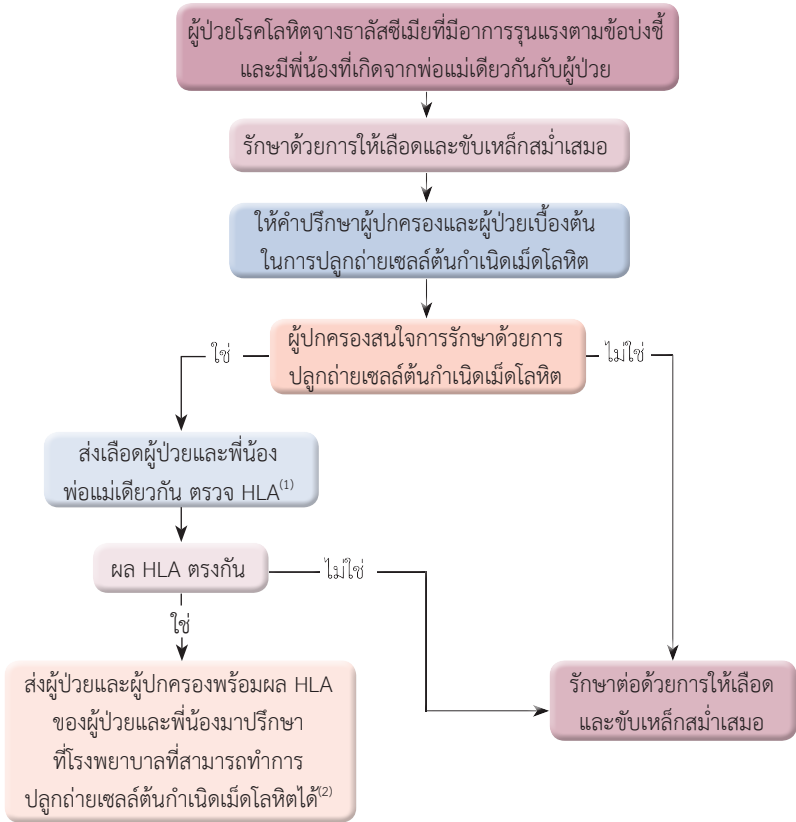 ผู้ป่วยโรคโลหิตจางธาลัสซีเมียที่มีอาการรุนแรงตามข้อบ่งชี้
และมีพี่น้องที่เกิดจากพ่อแม่เดียวกันกับผู้ป่วย
รักษาด้วยการให้เลือดและขับเหล็กสม่ำเสมอ
ให้คำปรึกษาผู้ปกครองและผู้ป่วยเบื้องต้น
ในการปลูกถ่ายเซลล์ต้นกำเนิดเม็ดโลหิต
ผู้ปกครองสนใจการรักษาด้วยการ
ปลูกถ่ายเซลล์ต้นกำเนิดเม็ดโลหิต
ใช่
ไม่ใช่
ส่งเลือดผู้ป่วยและพี่น้อง
พ่อแม่เดียวกัน ตรวจ HLA(1)
ผล HLA ตรงกัน
ไม่ใช่
ใช่
ส่งผู้ป่วยและผู้ปกครองพร้อมผล HLA
ของผู้ป่วยและพี่น้องมาปรึกษา
ที่โรงพยาบาลที่สามารถทำการ
ปลูกถ่ายเซลล์ต้นกำเนิดเม็ดโลหิตได้(2)
รักษาต่อด้วยการให้เลือด
และขับเหล็กสม่ำเสมอ